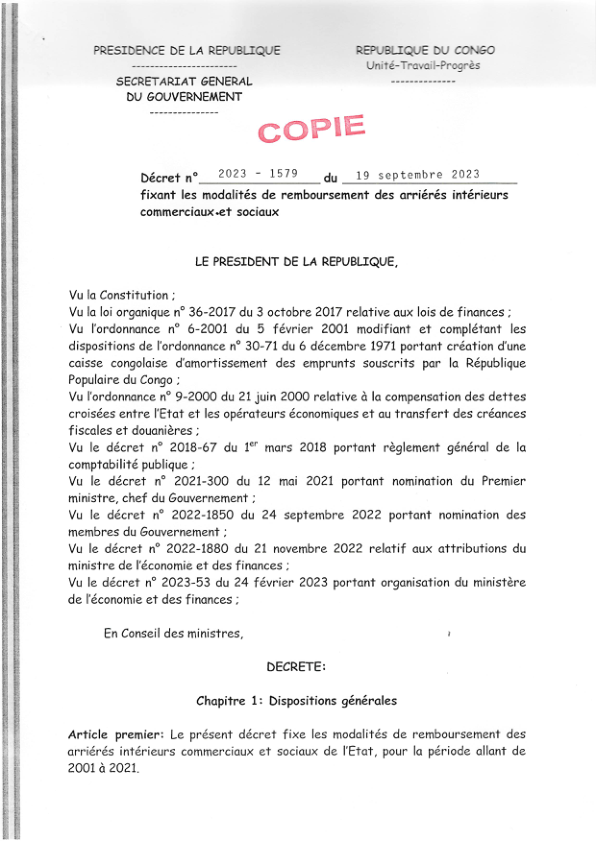 PRESIDENCE DE LA REPUBLIQUE
-----------------------
SECRETARIAT GENERAL
DU GOUVERNEMENT
---------------
REPUBLIQUE DU CONGO
Unité-Travail-Progrès
--------------
COPIE
Décret n° 2023 - 1579 du 19 septembre 2023
fixant les modalités de remboursement des arriérés intérieurs
commerciaux et sociaux
LE PRESIDENT DE LA REPUBLIQUE,
Vu la Constitution ;
Vu la loi organique n° 36-2017 du 3 octobre 2017 relative aux lois de finances ;
Vu l'ordonnance n° 6-2001 du 5 février 2001 modifiant et complétant les
dispositions de l'ordonnance n° 30-71 du 6 décembre 1971 portant création d'une
caisse congolaise d'amortissement des emprunts souscrits par la République
Populaire du Congo ;
Vu l'ordonnance n° 9-2000 du 21 juin 2000 relative à la compensation des dettes
croisées entre l'Etat et les opérateurs économiques et au transfert des créances
fiscales et douanières ;
Vu le décret n° 2018-67 du 1er mars 2018 portant règlement général de la
comptabilité publique ;
Vu le décret n° 2021-300 du 12 mai 2021 portant nomination du Premier
ministre, chef du Gouvernement ;
Vu le décret n° 2022-1850 du 24 septembre 2022 portant nomination des
membres du Gouvernement ;
Vu le décret n° 2022-1880 du 21 novembre 2022 relatif aux attributions du
ministre de l'économie et des finances ;
Vu le décret n° 2023-53 du 24 février 2023 portant organisation du ministère
de l'économie et des finances ;
En Conseil des ministres,
DECRETE:
Chapitre 1: Dispositions générales
Article premier: Le présent décret fixe les modalités de remboursement des
arriérés intérieurs commerciaux et sociaux de l'Etat, pour la période allant de
2001 à 2021.